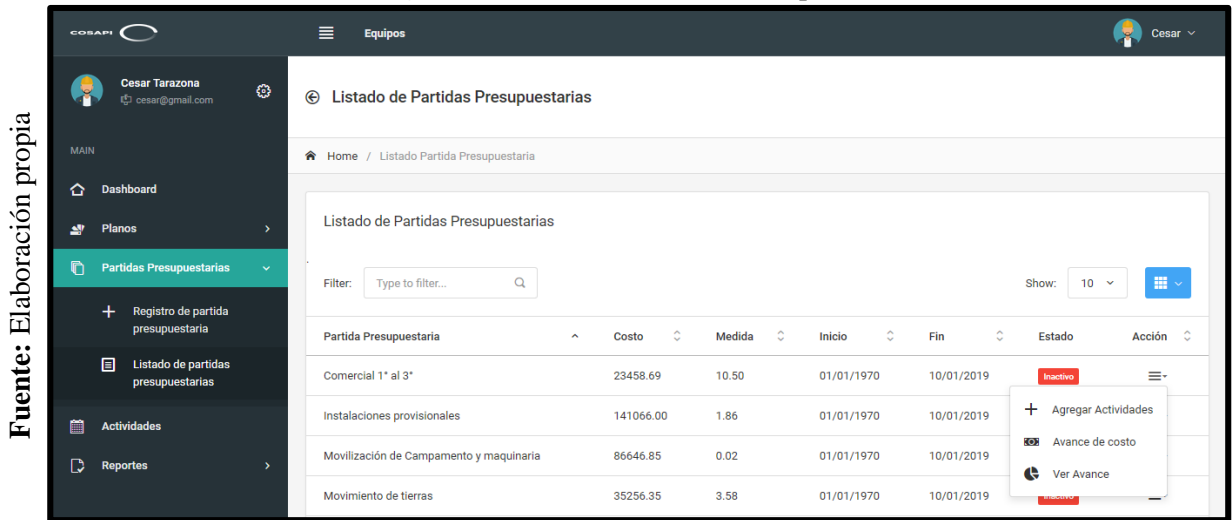 Fuente: Elaboración propia
COSAPI
Equipos
Cesar
Cesar Tarazona
cesar@gmail.com
MAIN
Dashboard
Planos
Partidas Presupuestarias
Registro de partida
presupuestaria
Listado de partidas
presupuestarias
Actividades
Reportes
Listado de Partidas Presupuestarias
Home / Listado Partida Presupuestaria
Listado de Partidas Presupuestarias
Filter: Type to filter... Show: 10
Partida Presupuestaria Costo Medida Inicio Fin Estado Acción
Comercial 1° al 3° 23458.69 10.50 01/01/1970 10/01/2019 Inactivo
Instalaciones provisionales 141066.00 1.86 01/01/1970 10/01/2019
Movilización de Campamento y maquinaria 86646.85 0.02 01/01/1970 10/01/2019
Movimiento de tierras 35256.35 3.58 01/01/1970 10/01/2019
Agregar Actividades
Avance de costo
Ver Avance